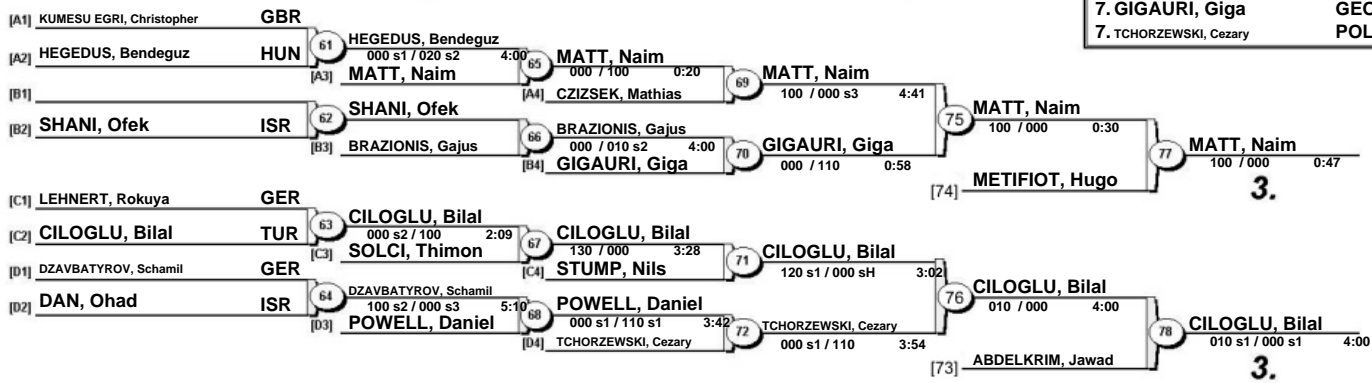 7. GIGAURI, Giga GEO
7. TCHORZEWSKI, Cezary POL
[A1] KUMESU EGRI, Christopher GBR
[A2] HEGEDUS, Bendeguz HUN
61 HEGEDUS, Bendeguz
000 s1 / 020 s2 4:00
[A3] MATT, Naim
65 MATT, Naim
000 / 100 0:20
[A4] CZIZSEK, Mathias
69 MATT, Naim
100 / 000 s3 4:41
[B1]
[B2] SHANI, Ofek ISR
62 SHANI, Ofek
[B3] BRAZIONIS, Gajus
66 BRAZIONIS, Gajus
000 / 010 s2 4:00
[B4] GIGAURI, Giga
70 GIGAURI, Giga
000 / 110 0:58
75 MATT, Naim
100 / 000 0:30
[74] METIFIOT, Hugo
77 MATT, Naim
100 / 000 0:47
3.
[C1] LEHNERT, Rokuya GER
[C2] CILOGLU, Bilal TUR
63 CILOGLU, Bilal
000 s2 / 100 2:09
[C3] SOLCI, Thimon
67 CILOGLU, Bilal
130 / 000 3:28
[C4] STUMP, Nils
71 CILOGLU, Bilal
120 s1 / 000 sH 3:02
[D1] DZAVBATYROV, Schamil GER
[D2] DAN, Ohad ISR
64 DZAVBATYROV, Schamil
100 s2 / 000 s3 5:10
[D3] POWELL, Daniel
68 POWELL, Daniel
000 s1 / 110 s1 3:42
[D4] TCHORZEWSKI, Cezary
72 TCHORZEWSKI, Cezary
000 s1 / 110 3:54
76 CILOGLU, Bilal
010 / 000 4:00
[73] ABDELKRIM, Jawad
78 CILOGLU, Bilal
010 s1 / 000 s1 4:00
3.